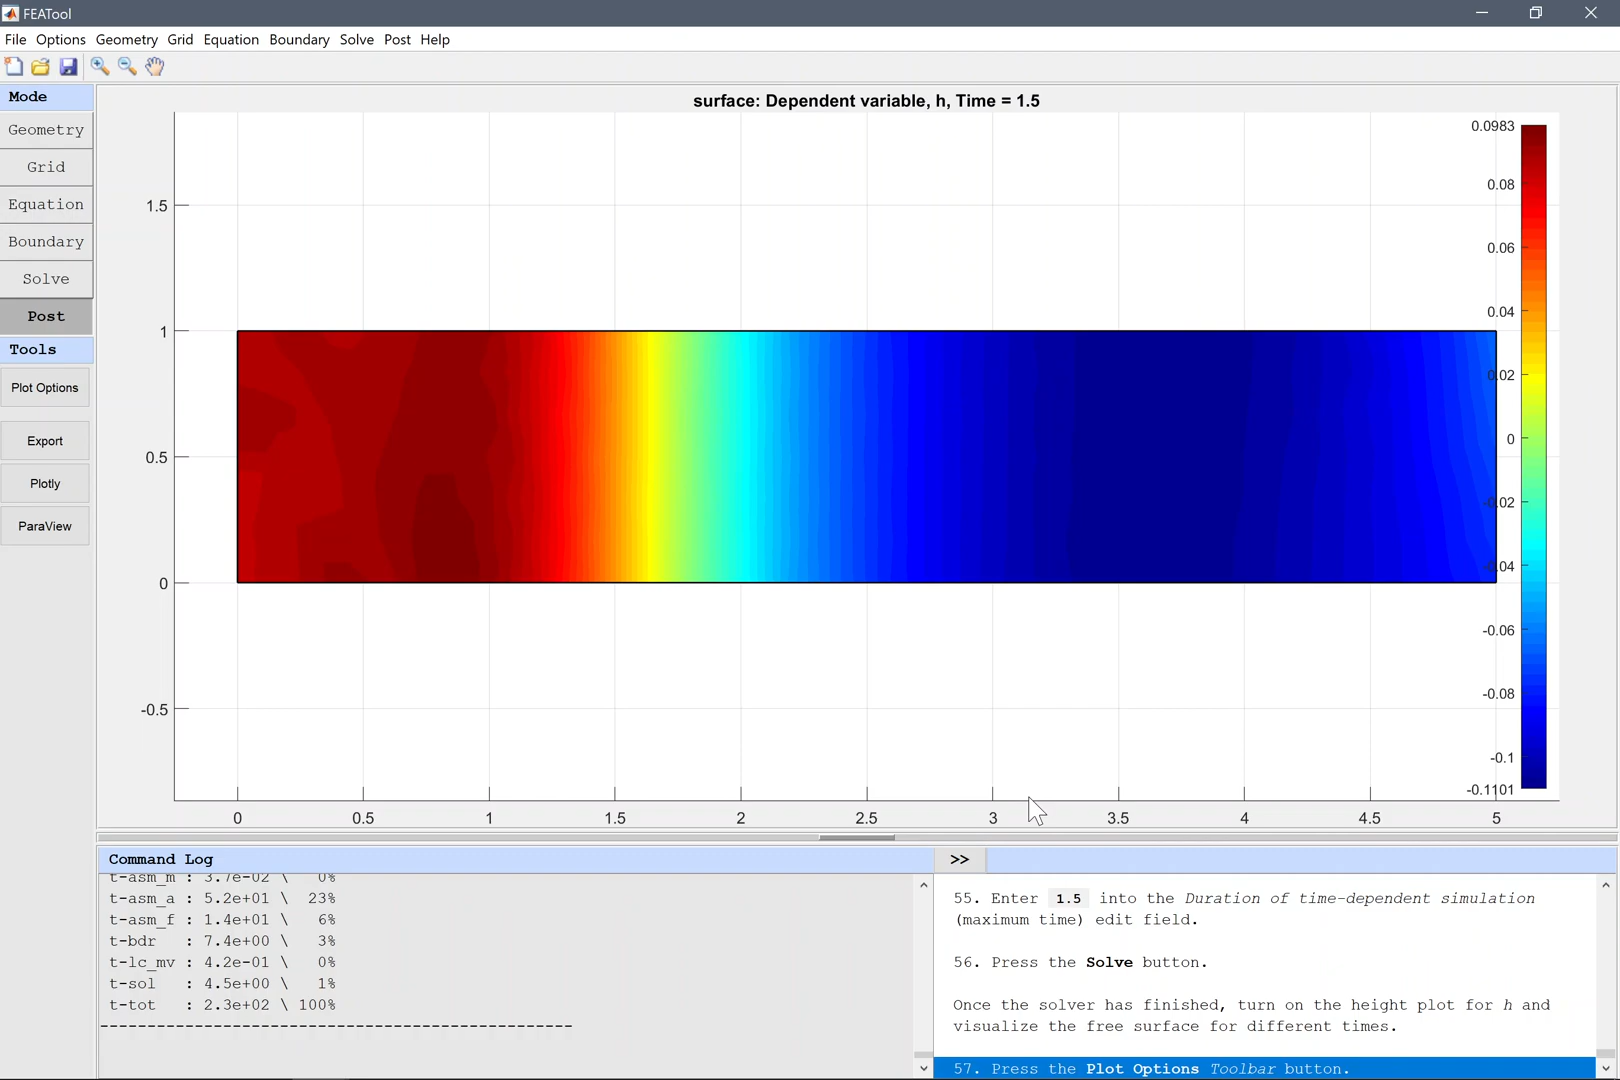 FEATool
File Options Geometry Grid Equation Boundary Solve Post Help
Mode
Geometry
Grid
Equation
Boundary
Solve
Post
Tools
Plot Options
Export
Plotly
ParaView
surface: Dependent variable, h, Time = 1.5
1.5
1
0.5
0
-0.5
0 0.5 1 1.5 2 2.5 3 3.5 4 4.5 5
0.0983
0.08
0.06
0.04
0.02
0
-0.02
-0.04
-0.06
-0.08
-0.1
-0.1101
Command Log
t-asm_m : 3.7e-02 \ 0%
t-asm_a : 5.2e+01 \ 23%
t-asm_f : 1.4e+01 \ 6%
t-bdr : 7.4e+00 \ 3%
t-lc_mv : 4.2e-01 \ 0%
t-sol : 4.5e+00 \ 1%
t-tot : 2.3e+02 \ 100%
--------------------------------------------------
>>
55. Enter 1.5 into the Duration of time-dependent simulation
(maximum time) edit field.
56. Press the Solve button.
Once the solver has finished, turn on the height plot for h and
visualize the free surface for different times.
57. Press the Plot Options Toolbar button.